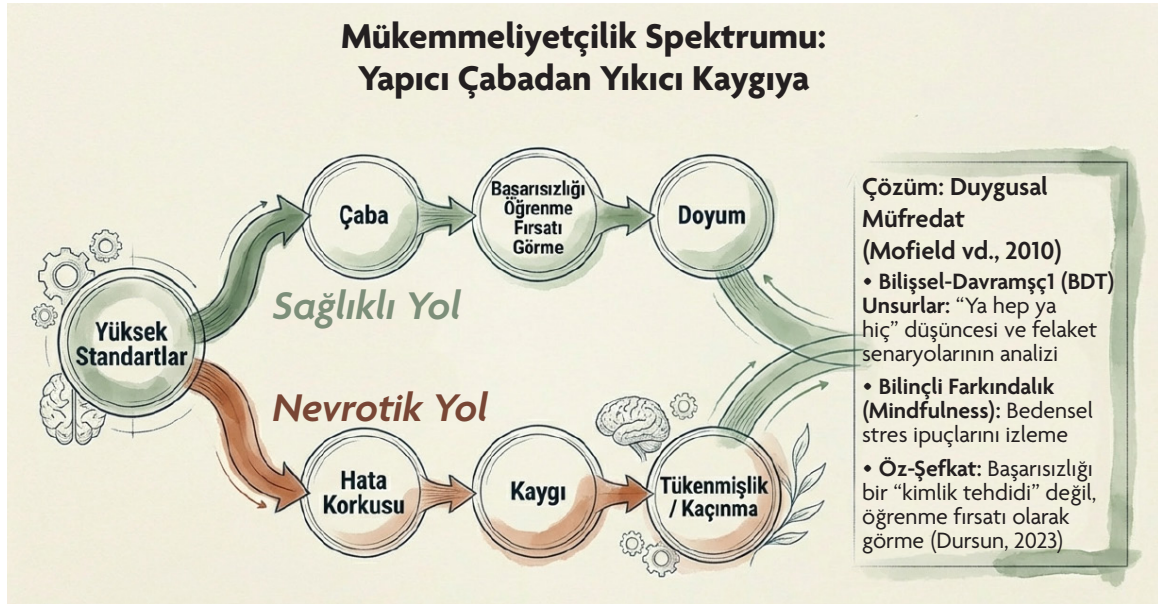 Mükemmeliyetçilik Spektrumu:
Yapıcı Çabadan Yıkıcı Kaygıya
Yüksek
Standartlar
Sağlıklı Yol
Çaba
Başarısızlığı
Öğrenme
Fırsatı
Görme
Doyum
Nevrotik Yol
Hata
Korkusu
Kaygı
Tükenmişlik
/ Kaçınma
Çözüm: Duygusal
Müfredat
(Mofield vd., 2010)
• Bilişsel-Davramşç1 (BDT)
Unsurlar: “Ya hep ya
hiç” düşüncesi ve felaket
senaryolarının analizi
• Bilinçli Farkındalık
(Mindfulness): Bedensel
stres ipuçlarını izleme
• Öz-Şefkat: Başarısızlığı
bir “kimlik tehdidi” değil,
öğrenme fırsatı olarak
görme (Dursun, 2023)